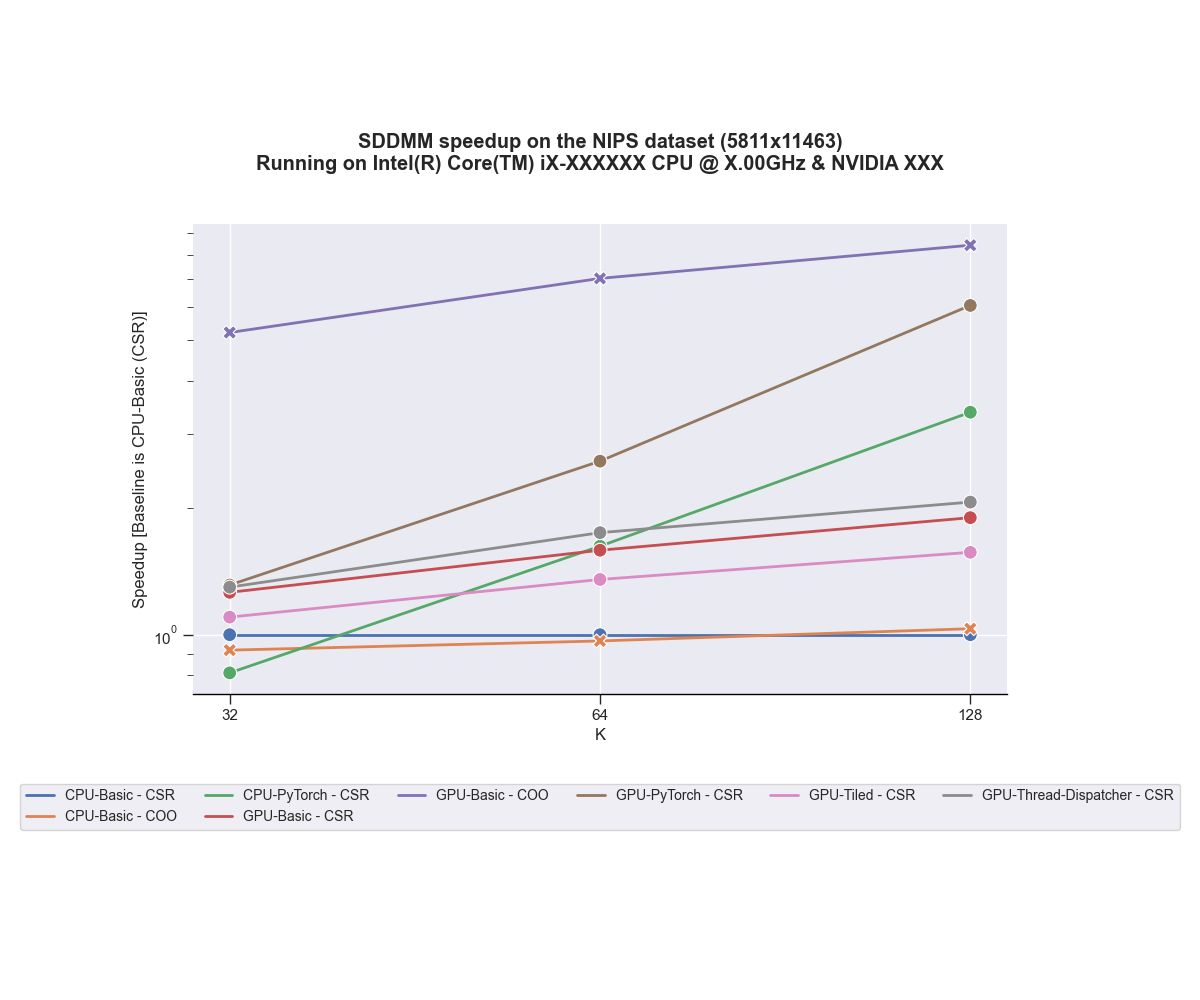 SDDMM speedup on the NIPS dataset (5811x11463)
Running on Intel(R) Core(TM) iX-XXXXXX CPU @ X.00GHz & NVIDIA XXX
Speedup [Baseline is CPU-Basic (CSR)]
10⁰
32 64 128
K
CPU-Basic - CSR CPU-PyTorch - CSR GPU-Basic - COO GPU-PyTorch - CSR GPU-Tiled - CSR GPU-Thread-Dispatcher - CSR
CPU-Basic - COO GPU-Basic - CSR